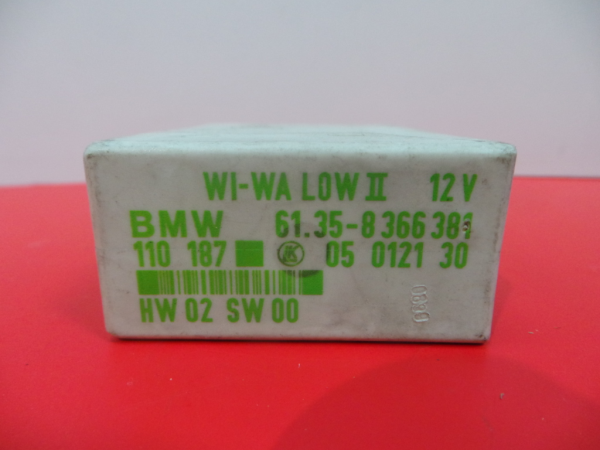 WI-WA LOW II 12 V
BMW 61.35-8 366 381
110 187 05 0121 30
HW 02 SW 00